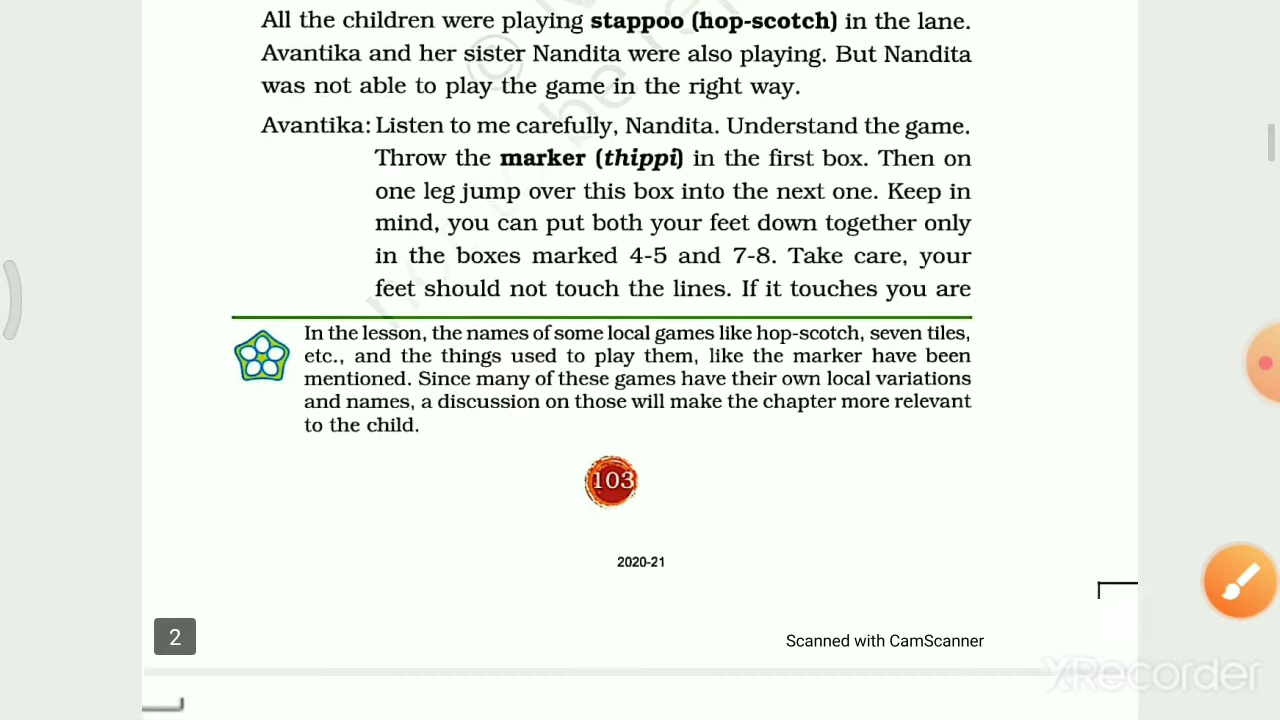 All the children were playing stappoo (hop-scotch) in the lane.
Avantika and her sister Nandita were also playing. But Nandita
was not able to play the game in the right way.
Avantika: Listen to me carefully, Nandita. Understand the game.
Throw the marker (thippi) in the first box. Then on
one leg jump over this box into the next one. Keep in
mind, you can put both your feet down together only
in the boxes marked 4-5 and 7-8. Take care, your
feet should not touch the lines. If it touches you are
In the lesson, the names of some local games like hop-scotch, seven tiles,
etc., and the things used to play them, like the marker have been
mentioned. Since many of these games have their own local variations
and names, a discussion on those will make the chapter more relevant
to the child.
103
2020-21
2
Scanned with CamScanner
XRecorder